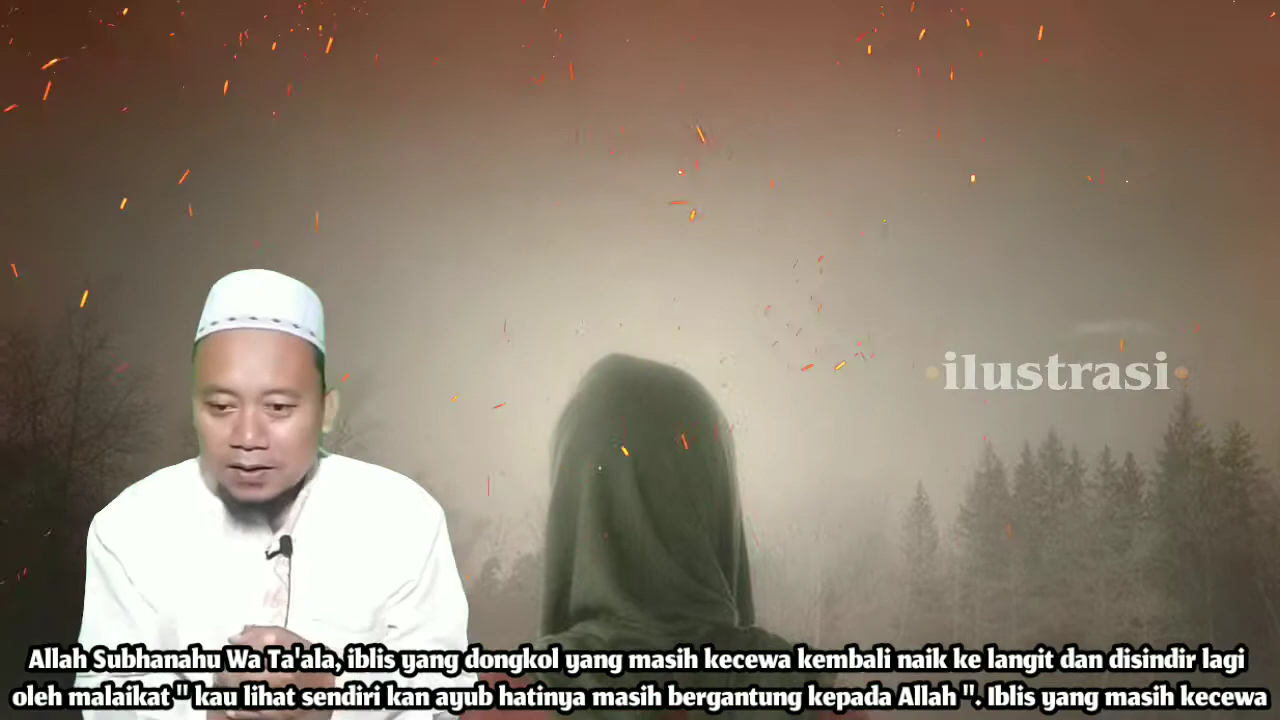 ilustrasi
Allah Subhanahu Wa Ta'ala, iblis yang dongkol yang masih kecewa kembali naik ke langit dan disindir lagi
oleh malaikat " kau lihat sendiri kan ayub hatinya masih bergantung kepada Allah ". Iblis yang masih kecewa